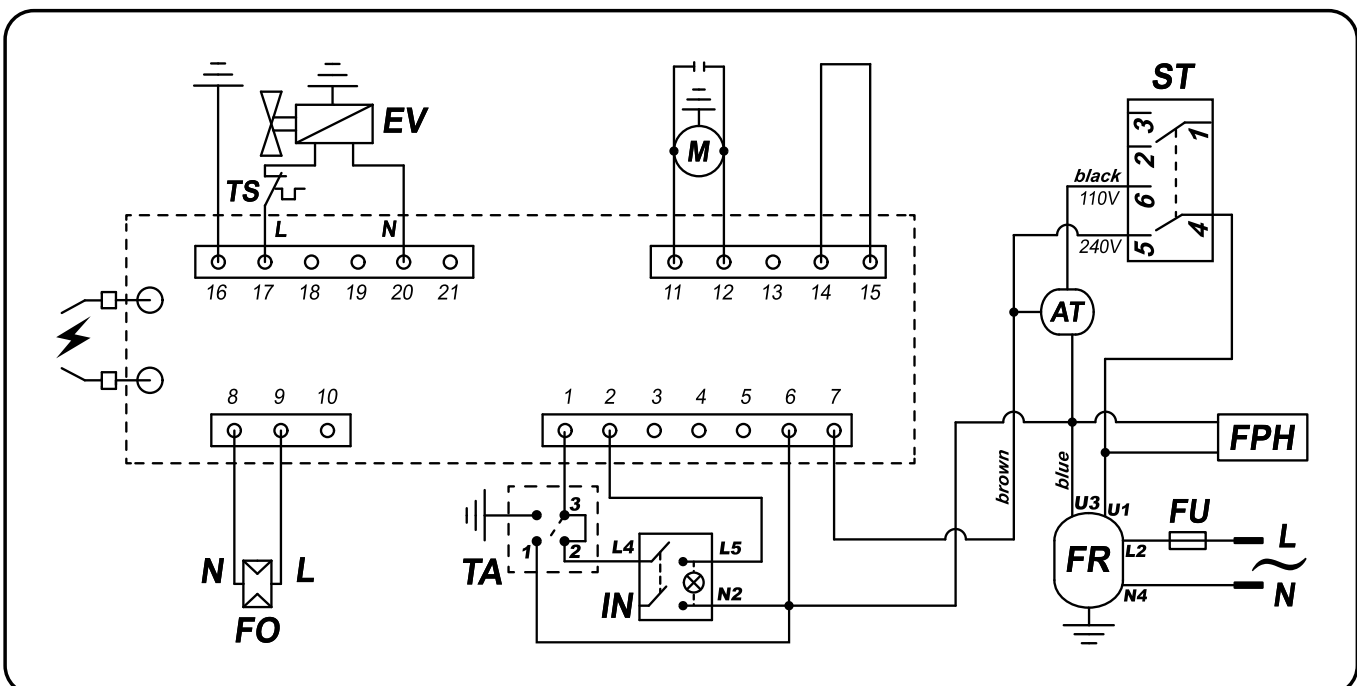 ST
EV
3
1
M
2
TS
black
110V
6
L
N
240V
5
4
16
17
18
19
20
21
11
12
13
14
15
AT
8
9
10
1
2
3
4
5
6
7
FPH
brown
blue
3
U3
U1
FU
1
2
L4
L5
L2
L
TA
FR
N
L
IN
N2
N4
N
FO